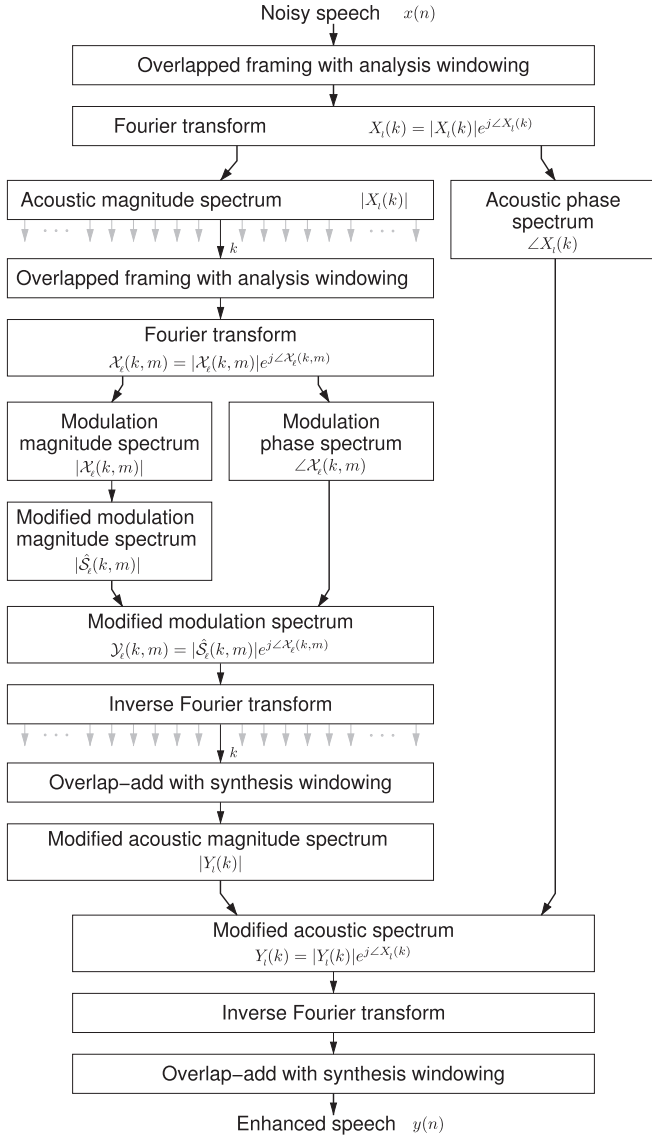 Noisy speech x(n)
Overlapped framing with analysis windowing
Fourier transform X_l(k) = |X_l(k)|e^{j∠X_l(k)}
Acoustic magnitude spectrum |X_l(k)|
Acoustic phase
spectrum
∠X_l(k)
· · · · · ·
k
Overlapped framing with analysis windowing
Fourier transform
𝒳_ℓ(k, m) = |𝒳_ℓ(k, m)|e^{j∠𝒳_ℓ(k,m)}
Modulation
magnitude spectrum
|𝒳_ℓ(k, m)|
Modulation
phase spectrum
∠𝒳_ℓ(k, m)
Modified modulation
magnitude spectrum
|𝒮̂_ℓ(k, m)|
Modified modulation spectrum
𝒴_ℓ(k, m) = |𝒮̂_ℓ(k, m)|e^{j∠𝒳_ℓ(k,m)}
Inverse Fourier transform
· · · · · ·
k
Overlap−add with synthesis windowing
Modified acoustic magnitude spectrum
|Y_l(k)|
Modified acoustic spectrum
Y_l(k) = |Y_l(k)|e^{j∠X_l(k)}
Inverse Fourier transform
Overlap−add with synthesis windowing
Enhanced speech y(n)